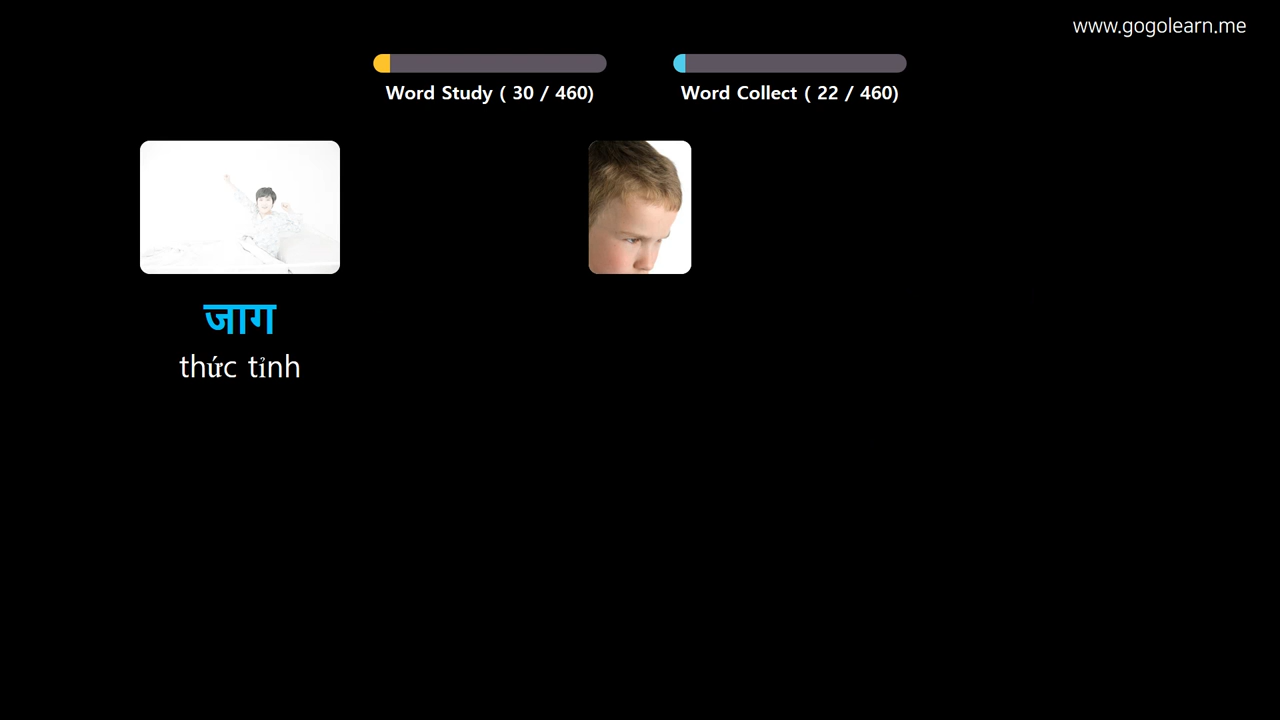 www.gogolearn.me
Word Study ( 30 / 460)
Word Collect ( 22 / 460)
जाग
thức tỉnh